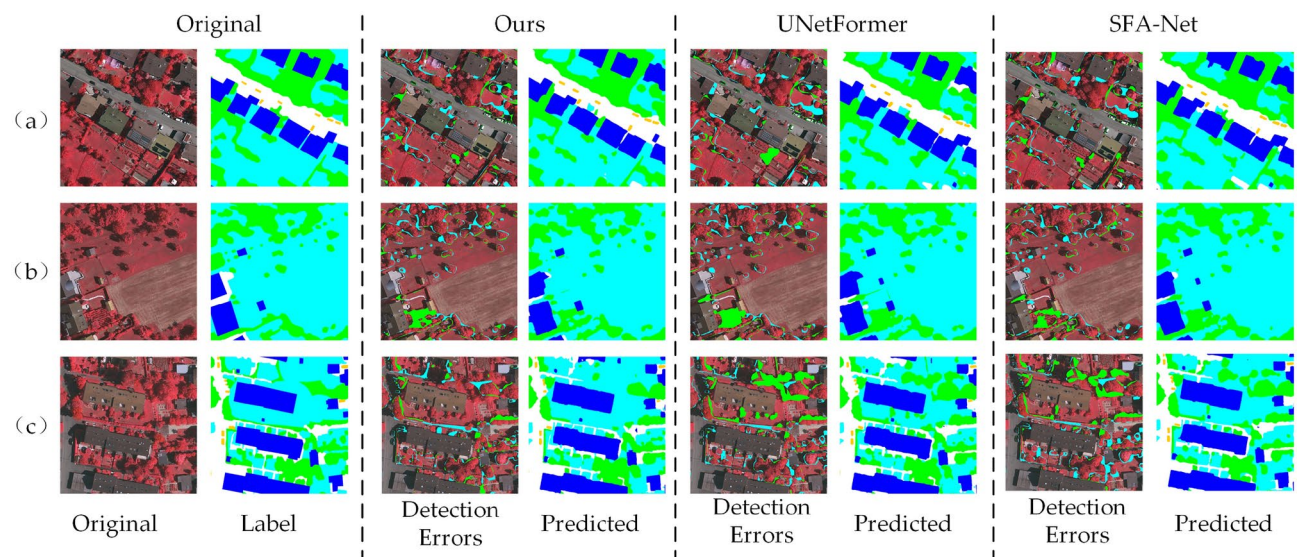 Original
Ours
UNetFormer
SFA-Net
（a）
（b）
（c）
Original
Label
Detection
Errors
Predicted
Detection
Errors
Predicted
Detection
Errors
Predicted